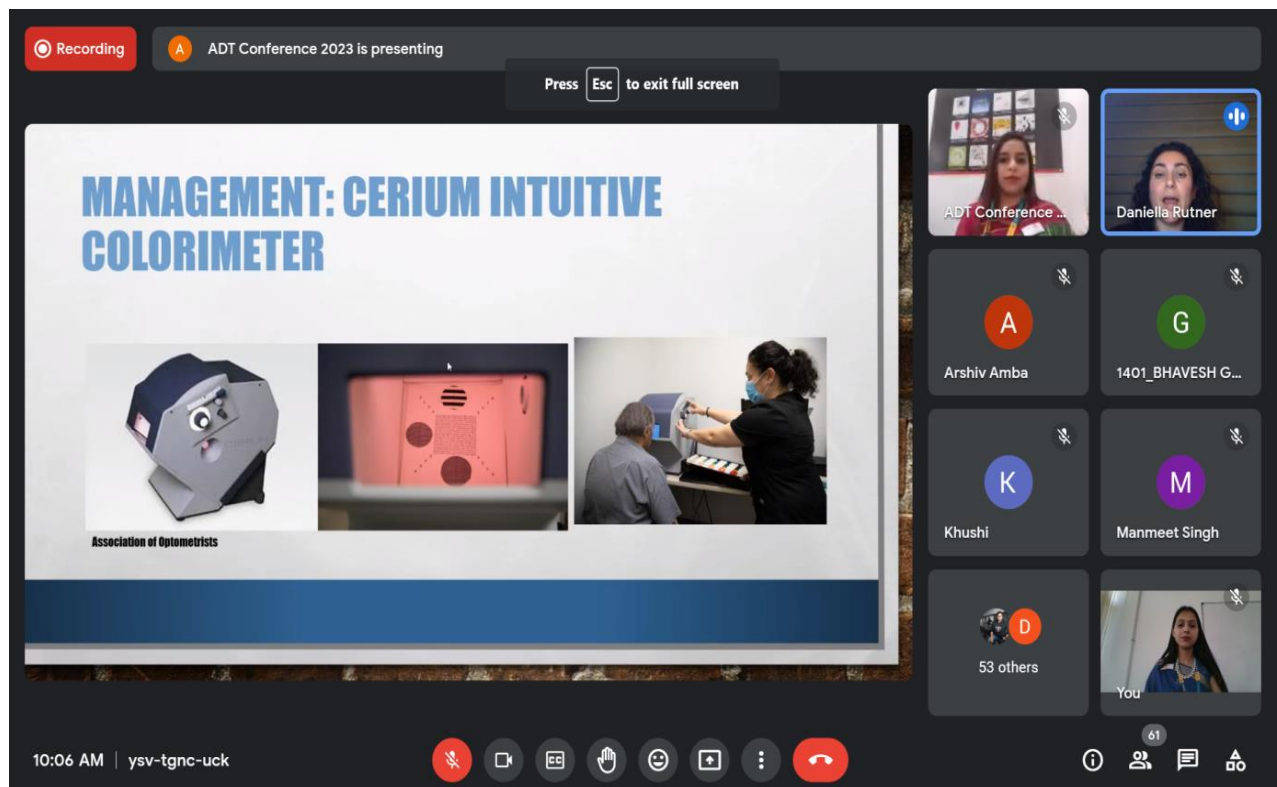 Recording
A
ADT Conference 2023 is presenting
Press Esc to exit full screen
MANAGEMENT: CERIUM INTUITIVE
COLORIMETER
Association of Optometrists
ADT Conference ...
Daniella Rutner
A
Arshiv Amba
G
1401_BHAVESH G...
K
Khushi
M
Manmeet Singh
D
53 others
You
10:06 AM | ysv-tgnc-uck
CC
61